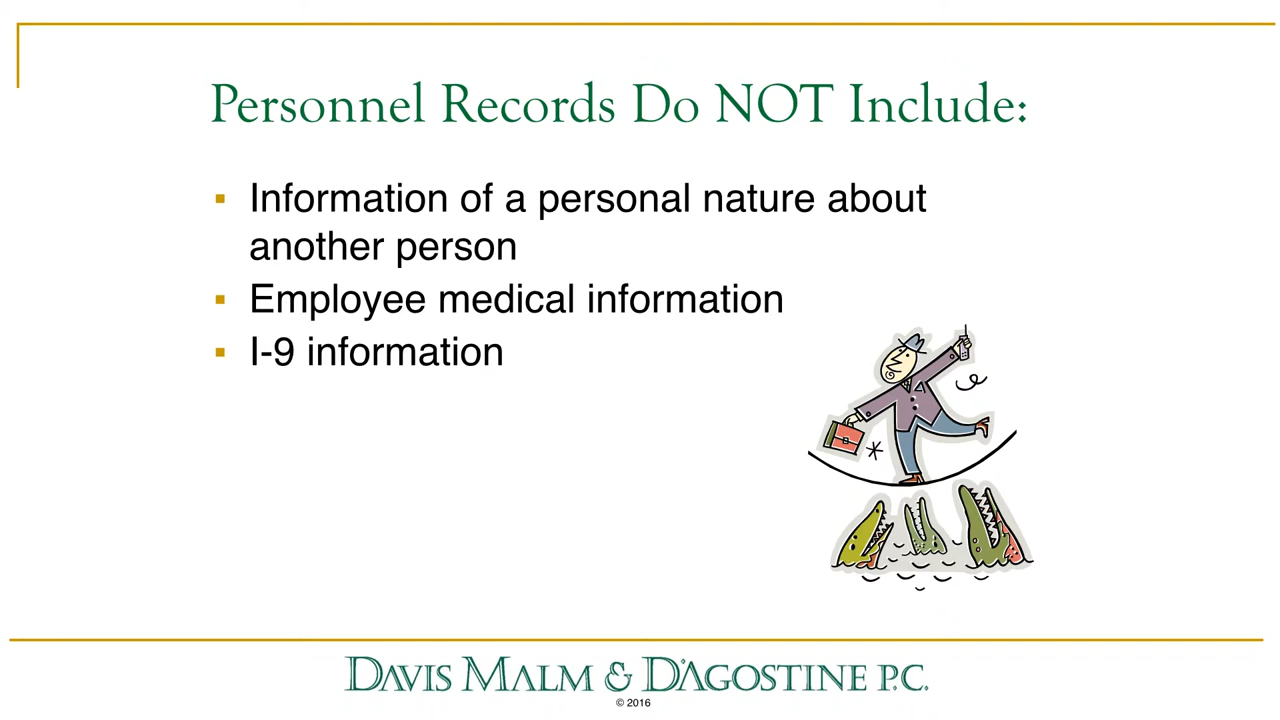 Personnel Records Do NOT Include:
▪ Information of a personal nature about
another person
▪ Employee medical information
▪ I-9 information
DAVIS MALM & D'AGOSTINE P.C.
© 2016